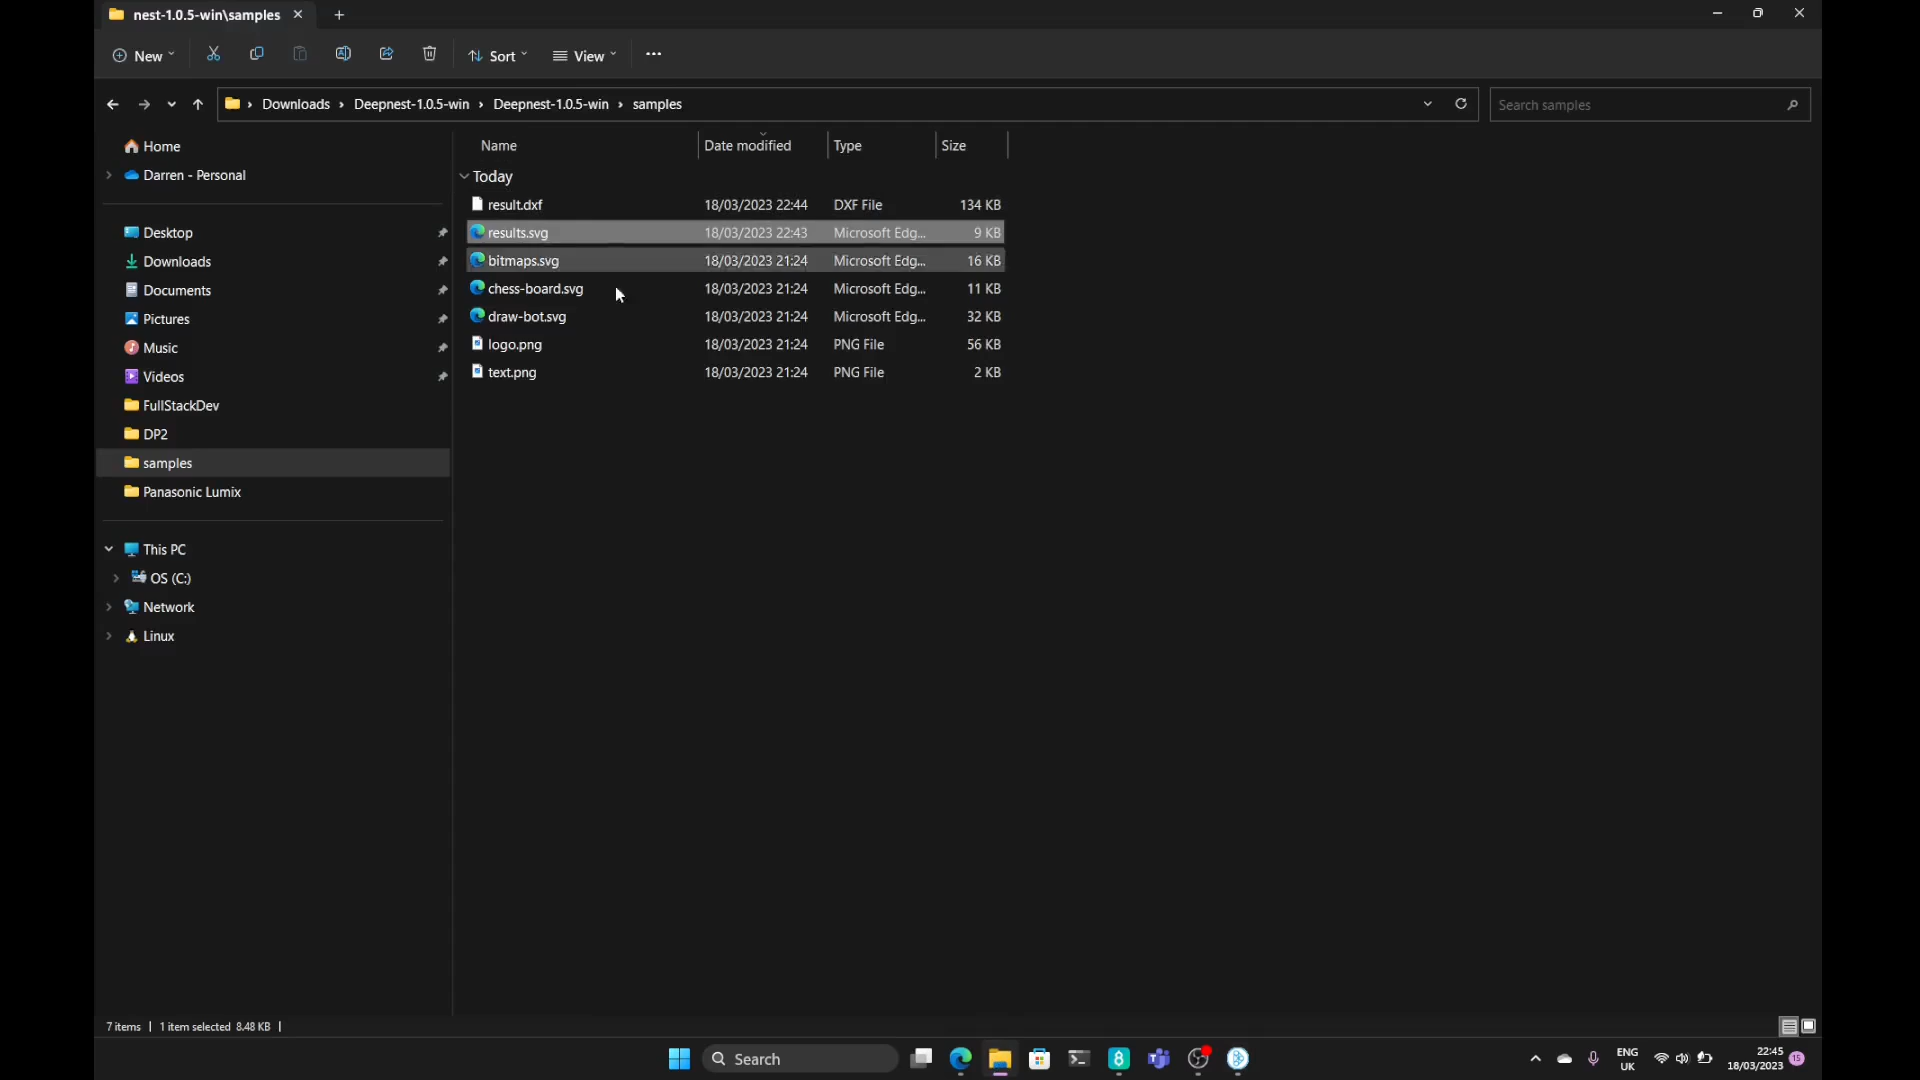 nest-1.0.5-win\samples
New
Sort
View
Downloads › Deepnest-1.0.5-win › Deepnest-1.0.5-win › samples
Search samples
Home
Darren - Personal
Desktop
Downloads
Documents
Pictures
Music
Videos
FullStackDev
DP2
samples
Panasonic Lumix
This PC
OS (C:)
Network
Linux
Name Date modified Type Size
Today
result.dxf 18/03/2023 22:44 DXF File 134 KB
results.svg 18/03/2023 22:43 Microsoft Edg... 9 KB
bitmaps.svg 18/03/2023 21:24 Microsoft Edg... 16 KB
chess-board.svg 18/03/2023 21:24 Microsoft Edg... 11 KB
draw-bot.svg 18/03/2023 21:24 Microsoft Edg... 32 KB
logo.png 18/03/2023 21:24 PNG File 56 KB
text.png 18/03/2023 21:24 PNG File 2 KB
7 items | 1 item selected 8.48 KB |
Search
ENG
UK
22:45
18/03/2023
15